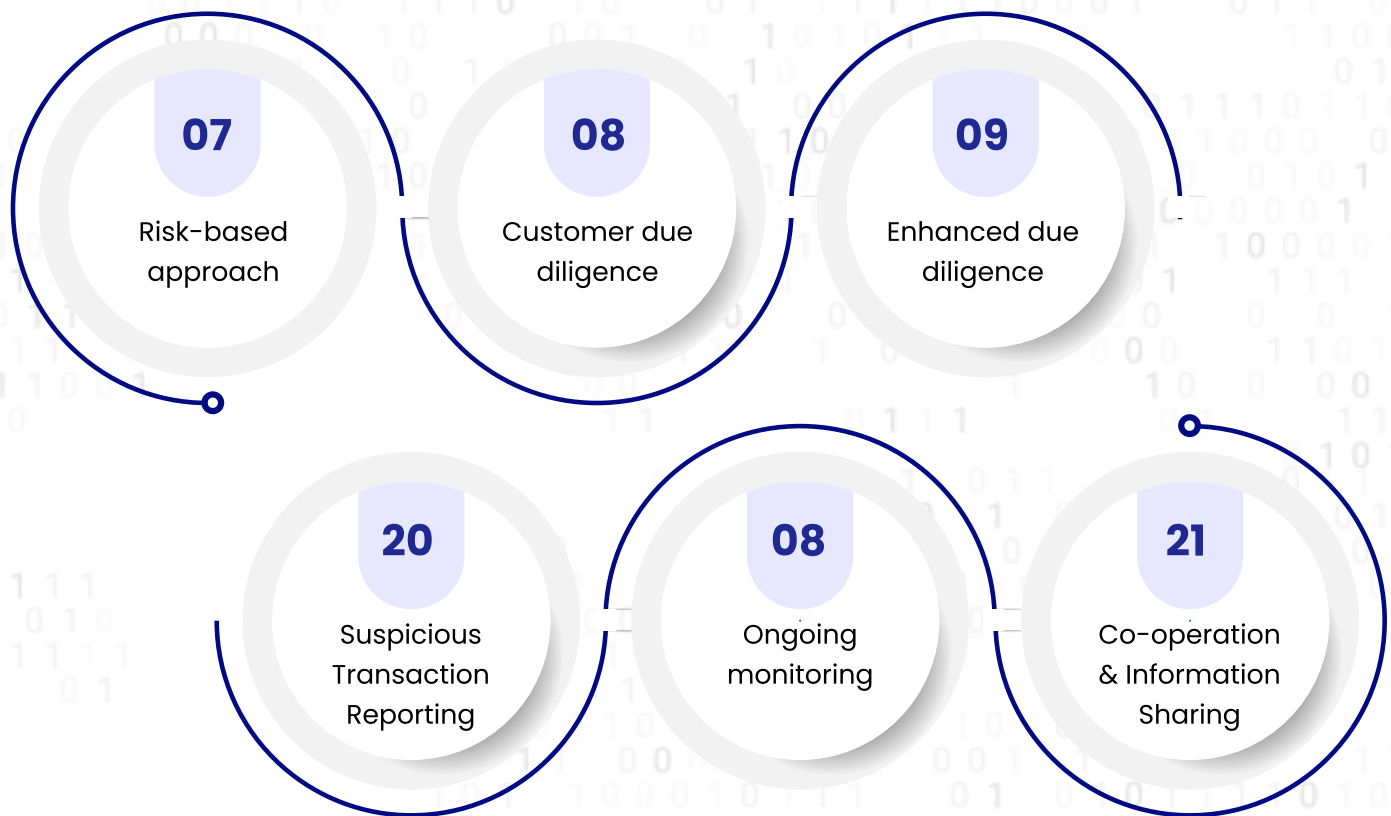 07
Risk-based
approach
08
Customer due
diligence
09
Enhanced due
diligence
20
Suspicious
Transaction
Reporting
08
Ongoing
monitoring
21
Co-operation
& Information
Sharing